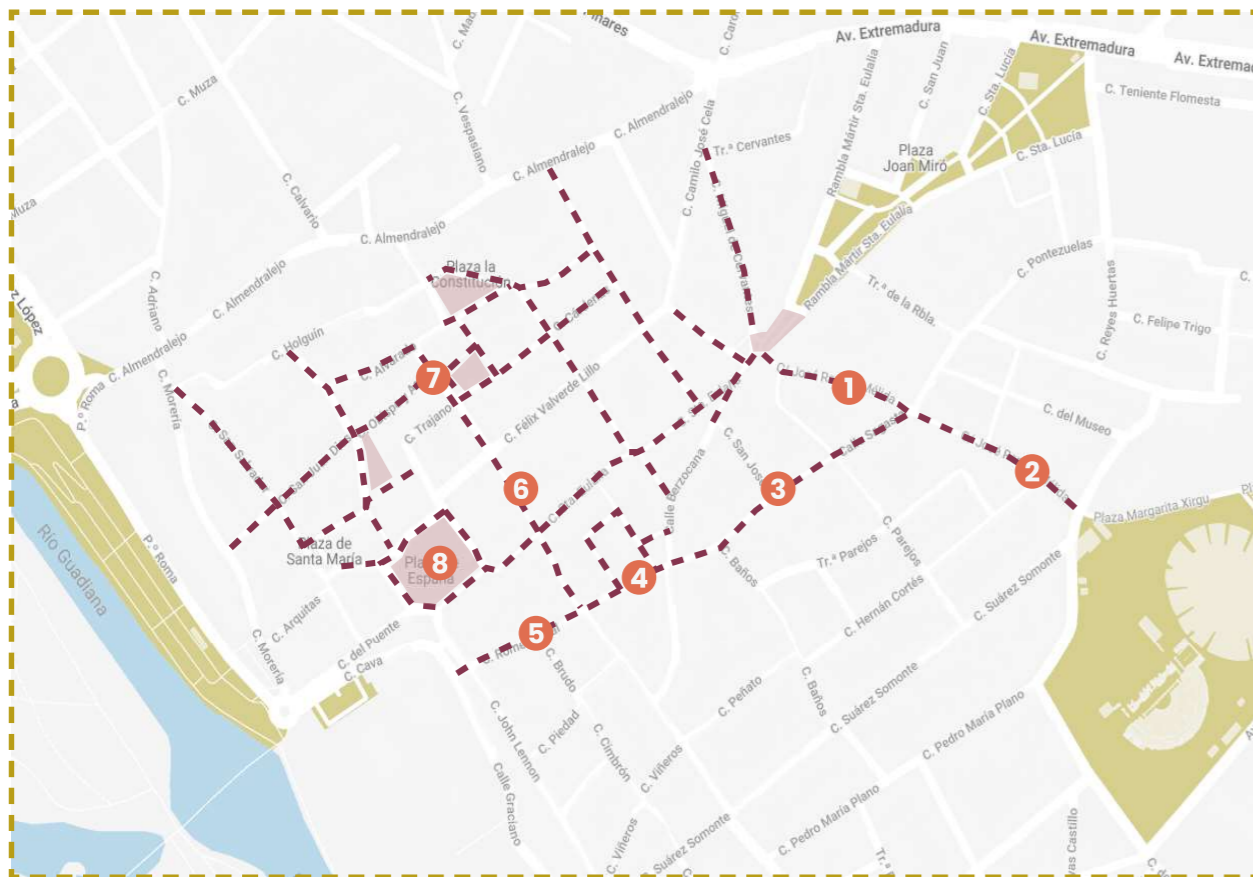 Av. Extremadura
Av. Extremadura
C. Muza
C. Vespasiano
C. Almendralejo
C. Almendralejo
C. Camilo José Cela
Tr.ª Cervantes
Rambla Mártir Sta. Eulalia
C. San Juan
C. Sta. Lucía
C. Teniente Flomesta
Plaza
Joan Miró
C. Sta. Lucía
Muza
C. Calvario
C. Almendralejo
C. Almendralejo
Plaza la
Constitución
Rambla Mártir Sta. Eulalia
C. Pontezuelas
C. Reyes Huertas
C. Adriano
C. Holguín
C. Cárdenas
Tr.ª de la Rbla.
C. Felipe Trigo
z López
P.º Roma
C. Almendralejo
C. Morería
7
C. Trajano
C. Félix Valverde Lillo
1
C. del Museo
Calle Sagasta
C. San José
2
Plaza Margarita Xirgu
3
6
Calle Berzocana
Río Guadiana
P.º Roma
Plaza de
Santa María
8
4
C. Baños
Tr.ª Parejos
C. Parejos
C. Hernán Cortés
C. Suárez Somonte
C. Arquitas
C. del Puente
C. Cava
C. Morería
5
C. Brudo
C. John Lennon
C. Piedad
C. Cimbrón
C. Peñato
C. Baños
C. Suárez Somonte
C. Pedro María Plano
Calle Graciano
C. Viñeros
C. Viñeros
C. Suárez Somonte
C. Pedro María Plano